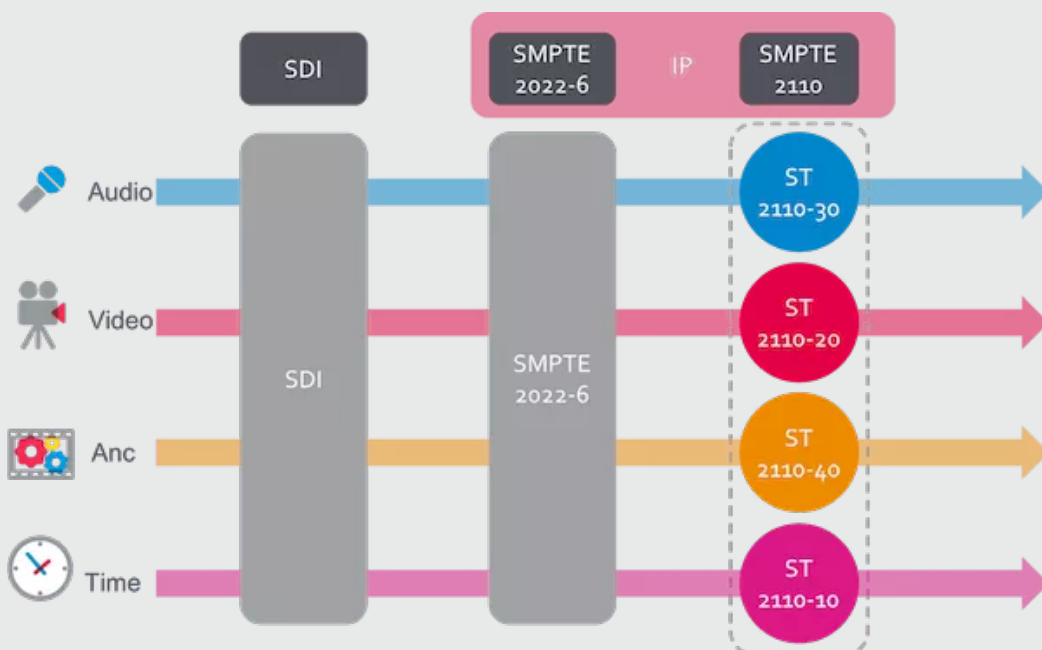 SDI
SMPTE
2022-6
IP
SMPTE
2110
Audio
ST
2110-30
Video
ST
2110-20
SDI
SMPTE
2022-6
Anc
ST
2110-40
Time
ST
2110-10